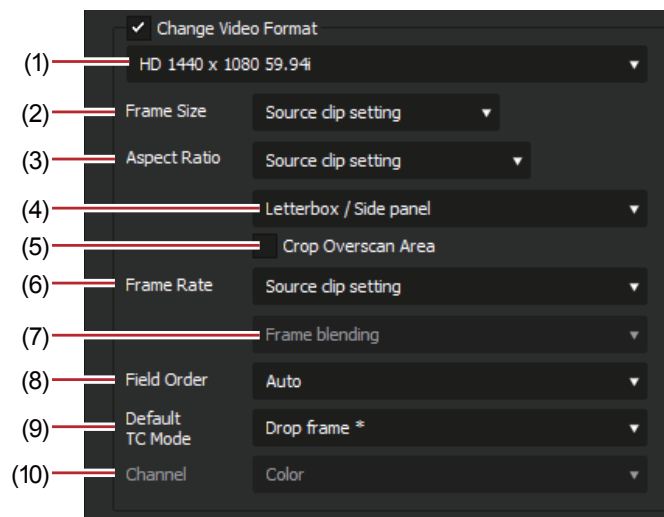 Change Video Format
(1) HD 1440 x 1080 59.94i
(2) Frame Size Source clip setting
(3) Aspect Ratio Source clip setting
(4) Letterbox / Side panel
(5) Crop Overscan Area
(6) Frame Rate Source clip setting
(7) Frame blending
(8) Field Order Auto
(9) Default
TC Mode Drop frame *
(10) Channel Color